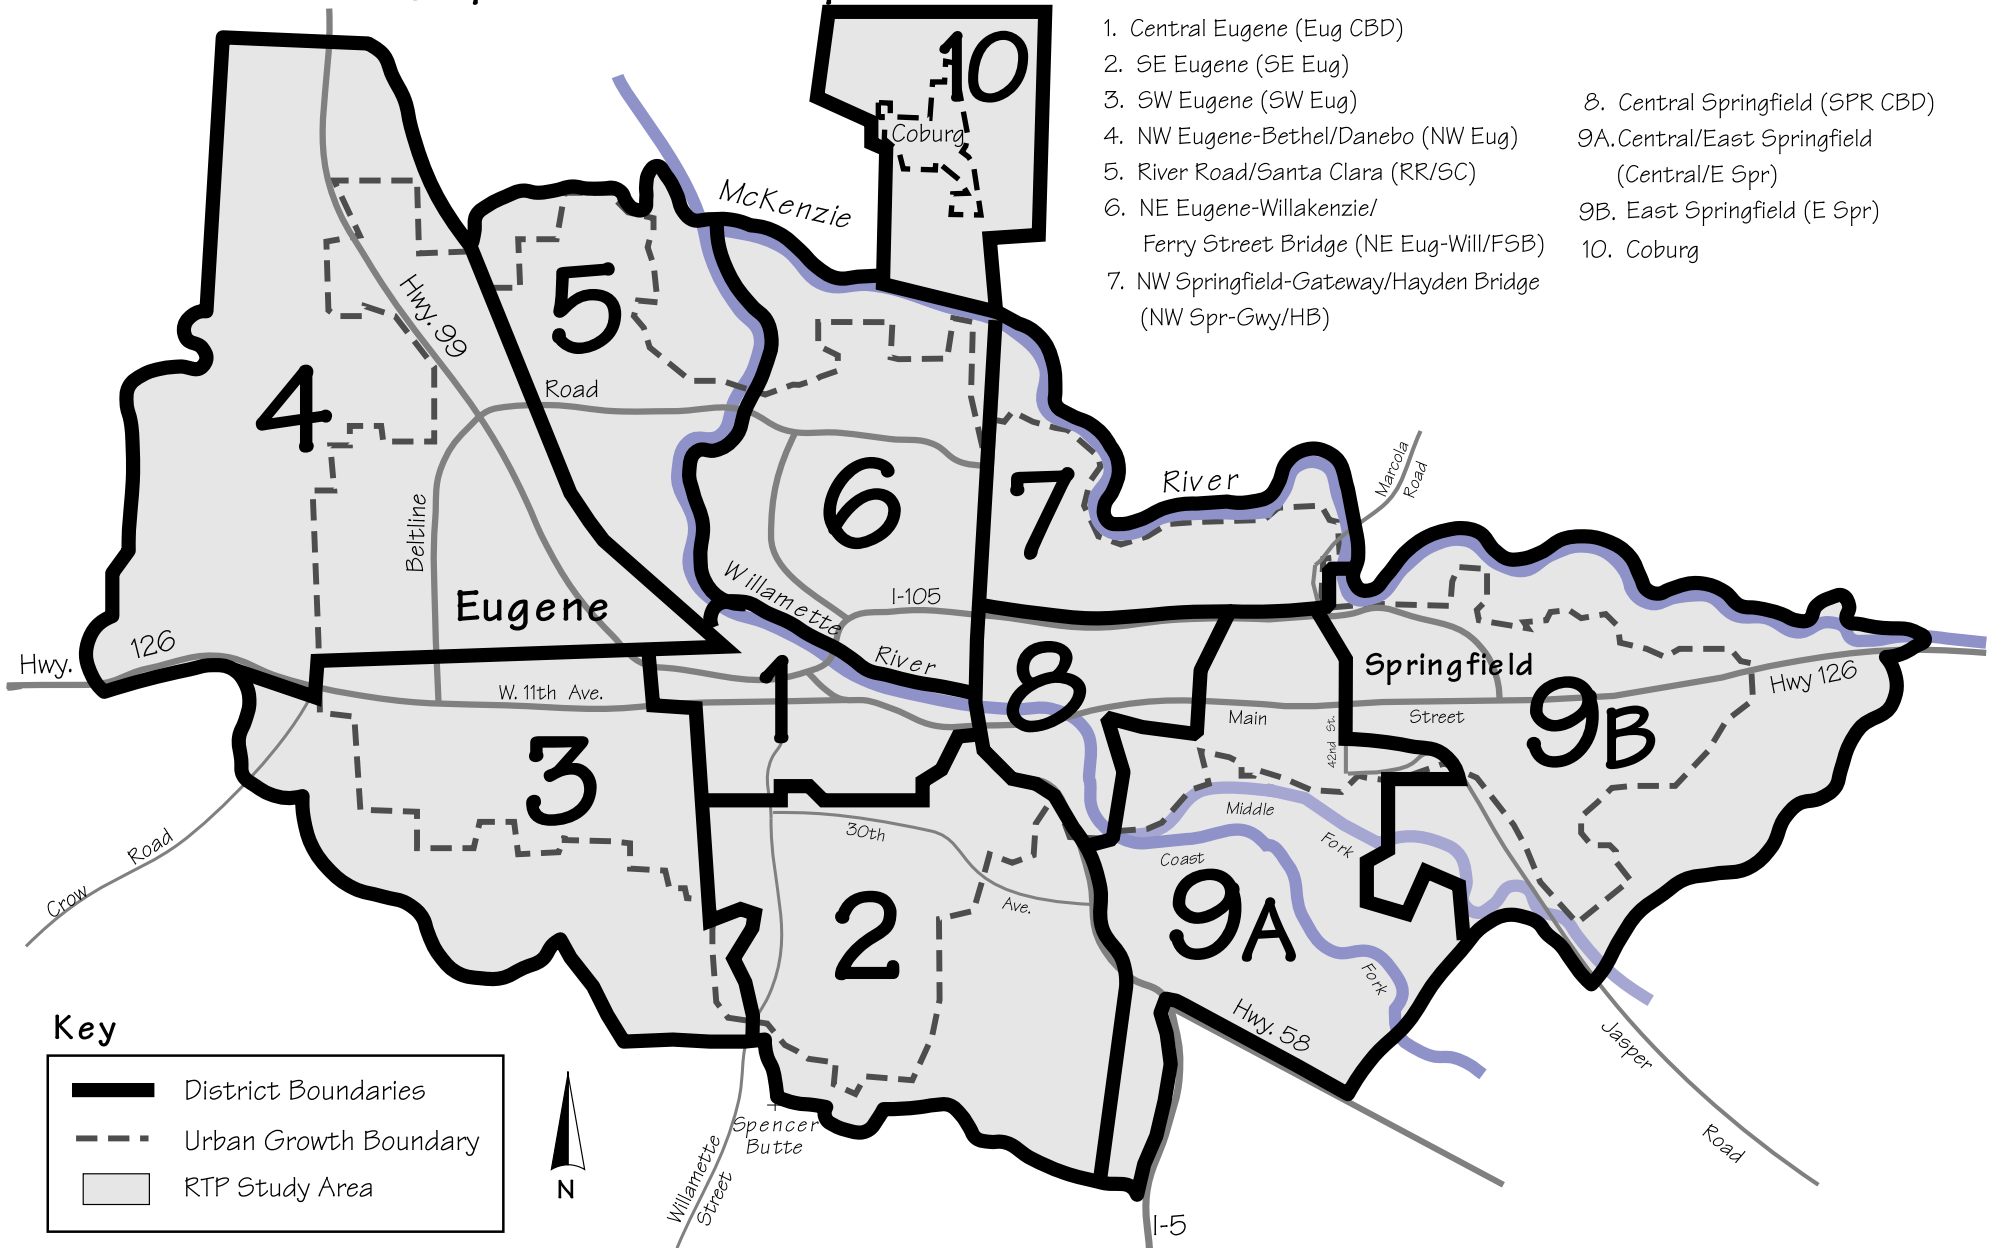 1. Central Eugene (Eug CBD)
2. SE Eugene (SE Eug)
3. SW Eugene (SW Eug)
4. NW Eugene-Bethel/Danebo (NW Eug)
5. River Road/Santa Clara (RR/SC)
6. NE Eugene-Willakenzie/
Ferry Street Bridge (NE Eug-Will/FSB)
7. NW Springfield-Gateway/Hayden Bridge
(NW Spr-Gwy/HB)
8. Central Springfield (SPR CBD)
9A. Central/East Springfield
(Central/E Spr)
9B. East Springfield (E Spr)
10. Coburg
10
Coburg
McKenzie
River
5
Hwy. 99
4
Road
Beltline
6
7
Marcola
Road
Willamette
River
I-105
Eugene
Hwy. 126
W. 11th Ave.
1
8
Springfield
Hwy 126
Main
Street
42nd St.
9B
3
30th
Ave.
2
Middle
Fork
Coast
Fork
9A
Crow
Road
Hwy. 58
Jasper
Road
Spencer
Butte
Willamette
Street
I-5
Key
District Boundaries
Urban Growth Boundary
RTP Study Area
N